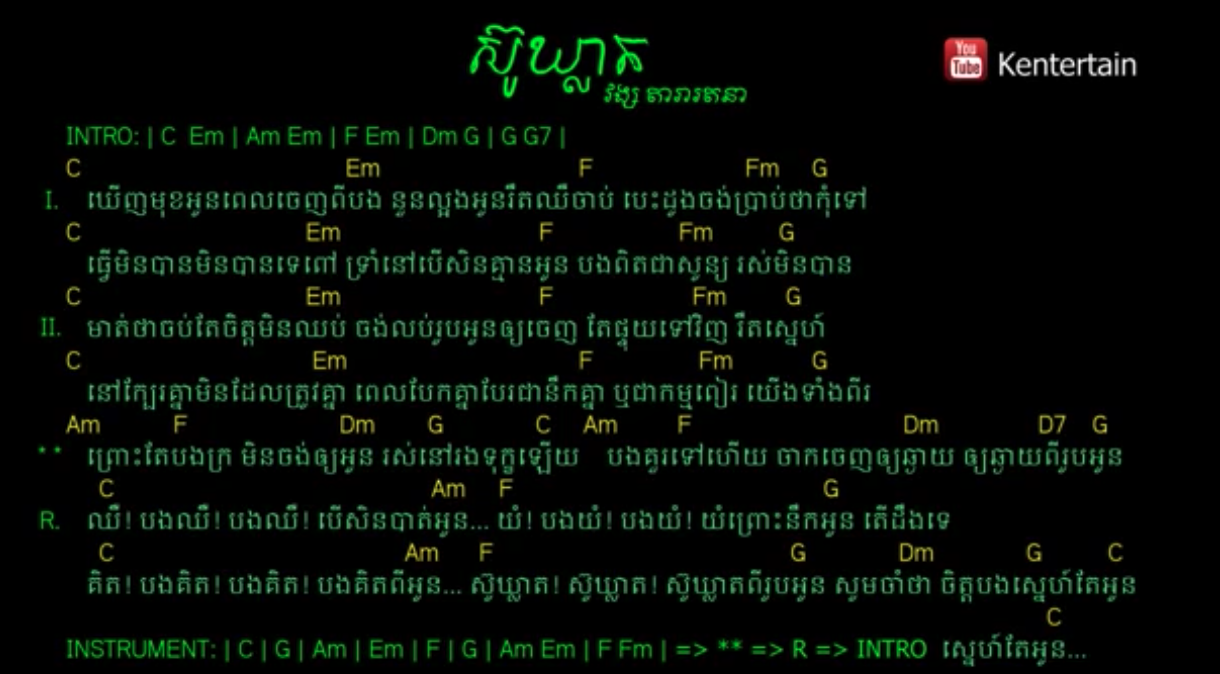 ស៊ូឃ្លាត
វង្ស តារារតនា
You Tube Kentertain
INTRO: | C Em | Am Em | F Em | Dm G | G G7 |
C Em F Fm G
I. ឃើញមុខអូនពេលចេញពីបង នូនល្អងអូនរឹតឈឺចាប់ បេះដូងចង់ប្រាប់ថាកុំទៅ
C Em F Fm G
ធ្វើមិនបានមិនបានទេពៅ ទ្រាំនៅបើសិនគ្មានអូន បងពិតជាសូន្យ រស់មិនបាន
C Em F Fm G
II. មាត់ថាចប់តែចិត្តមិនឈប់ ចង់លប់រូបអូនឲ្យចេញ តែផ្ទុយទៅវិញ រឹតស្នេហ៍
C Em F Fm G
នៅក្បែរគ្នាមិនដែលត្រូវគ្នា ពេលបែកគ្នាបែរជានឹកគ្នា ឬជាកម្មពៀរ យើងទាំងពីរ
Am F Dm G C Am F Dm D7 G
** ព្រោះតែបងក្រ មិនចង់ឲ្យអូន រស់នៅរងទុក្ខឡើយ បងគួរទៅហើយ ចាកចេញឲ្យឆ្ងាយ ឲ្យឆ្ងាយពីរូបអូន
C Am F G
R. ឈឺ! បងឈឺ! បងឈឺ! បើសិនបាត់អូន... យំ! បងយំ! បងយំ! យំព្រោះនឹកអូន តើដឹងទេ
C Am F G Dm G C
គិត! បងគិត! បងគិត! បងគិតពីអូន... ស៊ូឃ្លាត! ស៊ូឃ្លាត! ស៊ូឃ្លាតពីរូបអូន សូមចាំថា ចិត្តបងស្នេហ៍តែអូន
C
INSTRUMENT: | C | G | Am | Em | F | G | Am Em | F Fm | => ** => R => INTRO ស្នេហ៍តែអូន...